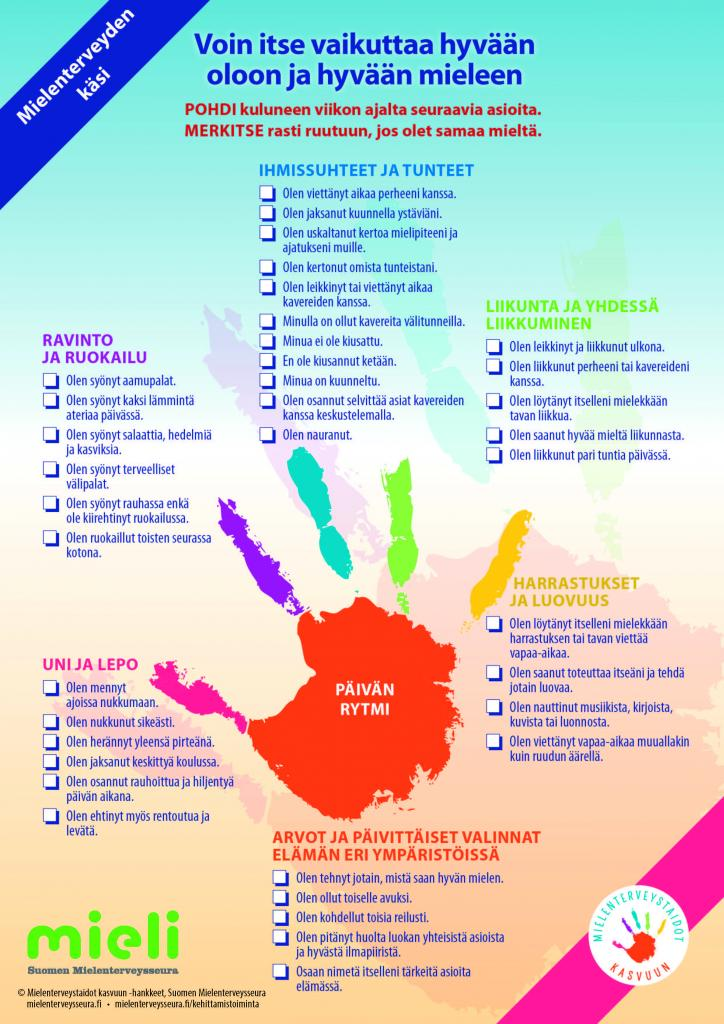 Mielenterveyden
käsi
Voin itse vaikuttaa hyvään
oloon ja hyvään mieleen
POHDI kuluneen viikon ajalta seuraavia asioita.
MERKITSE rasti ruutuun, jos olet samaa mieltä.
IHMISSUHTEET JA TUNTEET
Olen viettänyt aikaa perheeni kanssa.
Olen jaksanut kuunnella ystäviäni.
Olen uskaltanut kertoa mielipiteeni ja
ajatukseni muille.
Olen kertonut omista tunteistani.
Olen leikkinyt tai viettänyt aikaa
kavereiden kanssa.
Minulla on ollut kavereita välitunneilla.
Minua ei ole kiusattu.
En ole kiusannut ketään.
Minua on kuunneltu.
Olen osannut selvittää asiat kavereiden
kanssa keskustelemalla.
Olen nauranut.
LIIKUNTA JA YHDESSÄ
LIIKKUMINEN
Olen leikkinyt ja liikkunut ulkona.
Olen liikkunut perheeni tai kavereideni
kanssa.
Olen löytänyt itselleni mielekkään
tavan liikkua.
Olen saanut hyvää mieltä liikunnasta.
Olen liikkunut pari tuntia päivässä.
RAVINTO
JA RUOKAILU
Olen syönyt aamupalat.
Olen syönyt kaksi lämmintä
ateriaa päivässä.
Olen syönyt salaattia, hedelmiä
ja kasviksia.
Olen syönyt terveelliset
välipalat.
Olen syönyt rauhassa enkä
ole kiirehtinyt ruokailussa.
Olen ruokaillut toisten seurassa
kotona.
HARRASTUKSET
JA LUOVUUS
Olen löytänyt itselleni mielekkään
harrastuksen tai tavan viettää
vapaa-aikaa.
Olen saanut toteuttaa itseäni ja tehdä
jotain luovaa.
Olen nauttinut musiikista, kirjoista,
kuvista tai luonnosta.
Olen viettänyt vapaa-aikaa muuallakin
kuin ruudun äärellä.
PÄIVÄN
RYTMI
UNI JA LEPO
Olen mennyt
ajoissa nukkumaan.
Olen nukkunut sikeästi.
Olen herännyt yleensä pirteänä.
Olen jaksanut keskittyä koulussa.
Olen osannut rauhoittua ja hiljentyä
päivän aikana.
Olen ehtinyt myös rentoutua ja
levätä.
ARVOT JA PÄIVITTÄISET VALINNAT
ELÄMÄN ERI YMPÄRISTÖISSÄ
Olen tehnyt jotain, mistä saan hyvän mielen.
Olen ollut toiselle avuksi.
Olen kohdellut toisia reilusti.
Olen pitänyt huolta luokan yhteisistä asioista
ja hyvästä ilmapiiristä.
Osaan nimetä itselleni tärkeitä asioita
elämässä.
mieli
Suomen Mielenterveysseura
© Mielenterveystaidot kasvuun -hankkeet, Suomen Mielenterveysseura
mielenterveysseura.fi • mielenterveysseura.fi/kehittamistoiminta
MIELENTERVEYSTAIDOT
KASVUUN